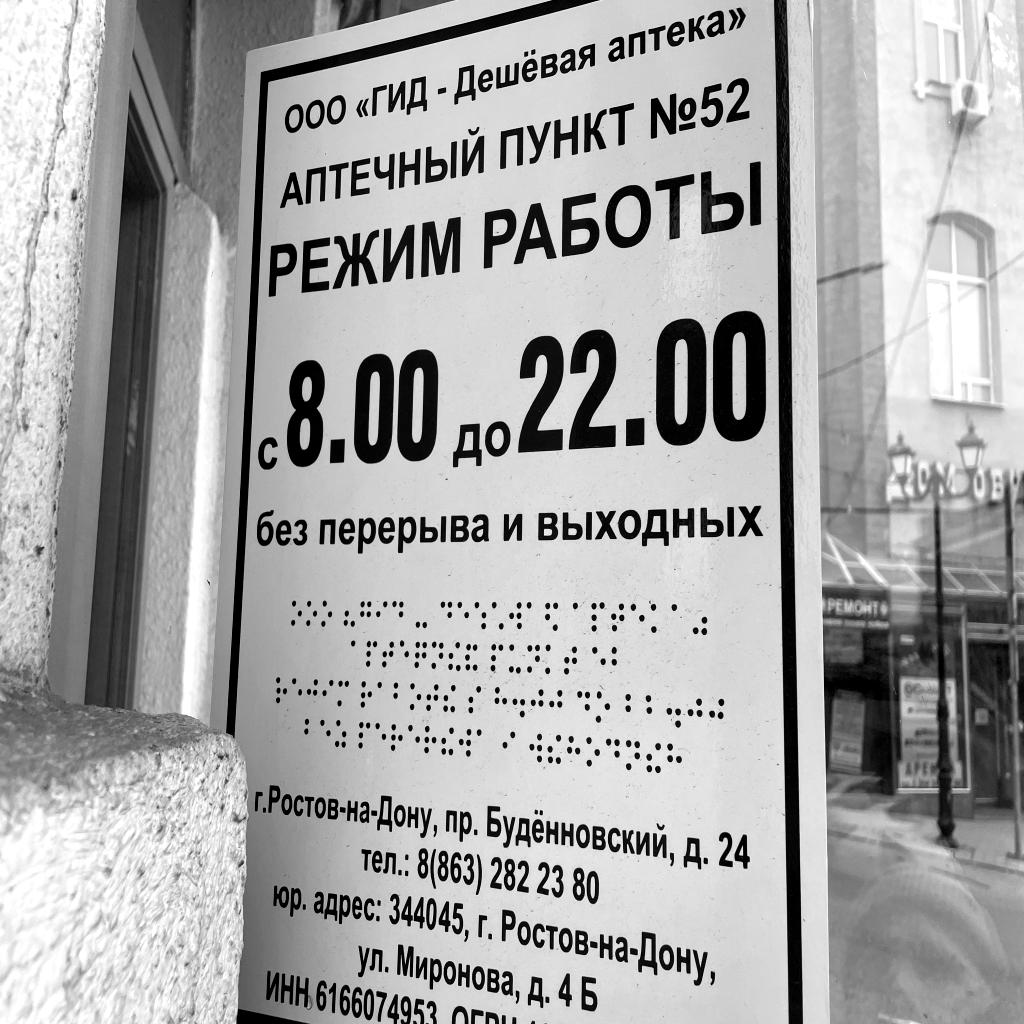 ООО «ГИД - Дешёвая аптека»
АПТЕЧНЫЙ ПУНКТ №52
РЕЖИМ РАБОТЫ
с 8.00 до 22.00
без перерыва и выходных
г.Ростов-на-Дону, пр. Будённовский, д. 24
тел.: 8(863) 282 23 80
юр. адрес: 344045, г. Ростов-на-Дону,
ул. Миронова, д. 4 Б
ИНН 6166074953, ОГРН
РЕМОНТ